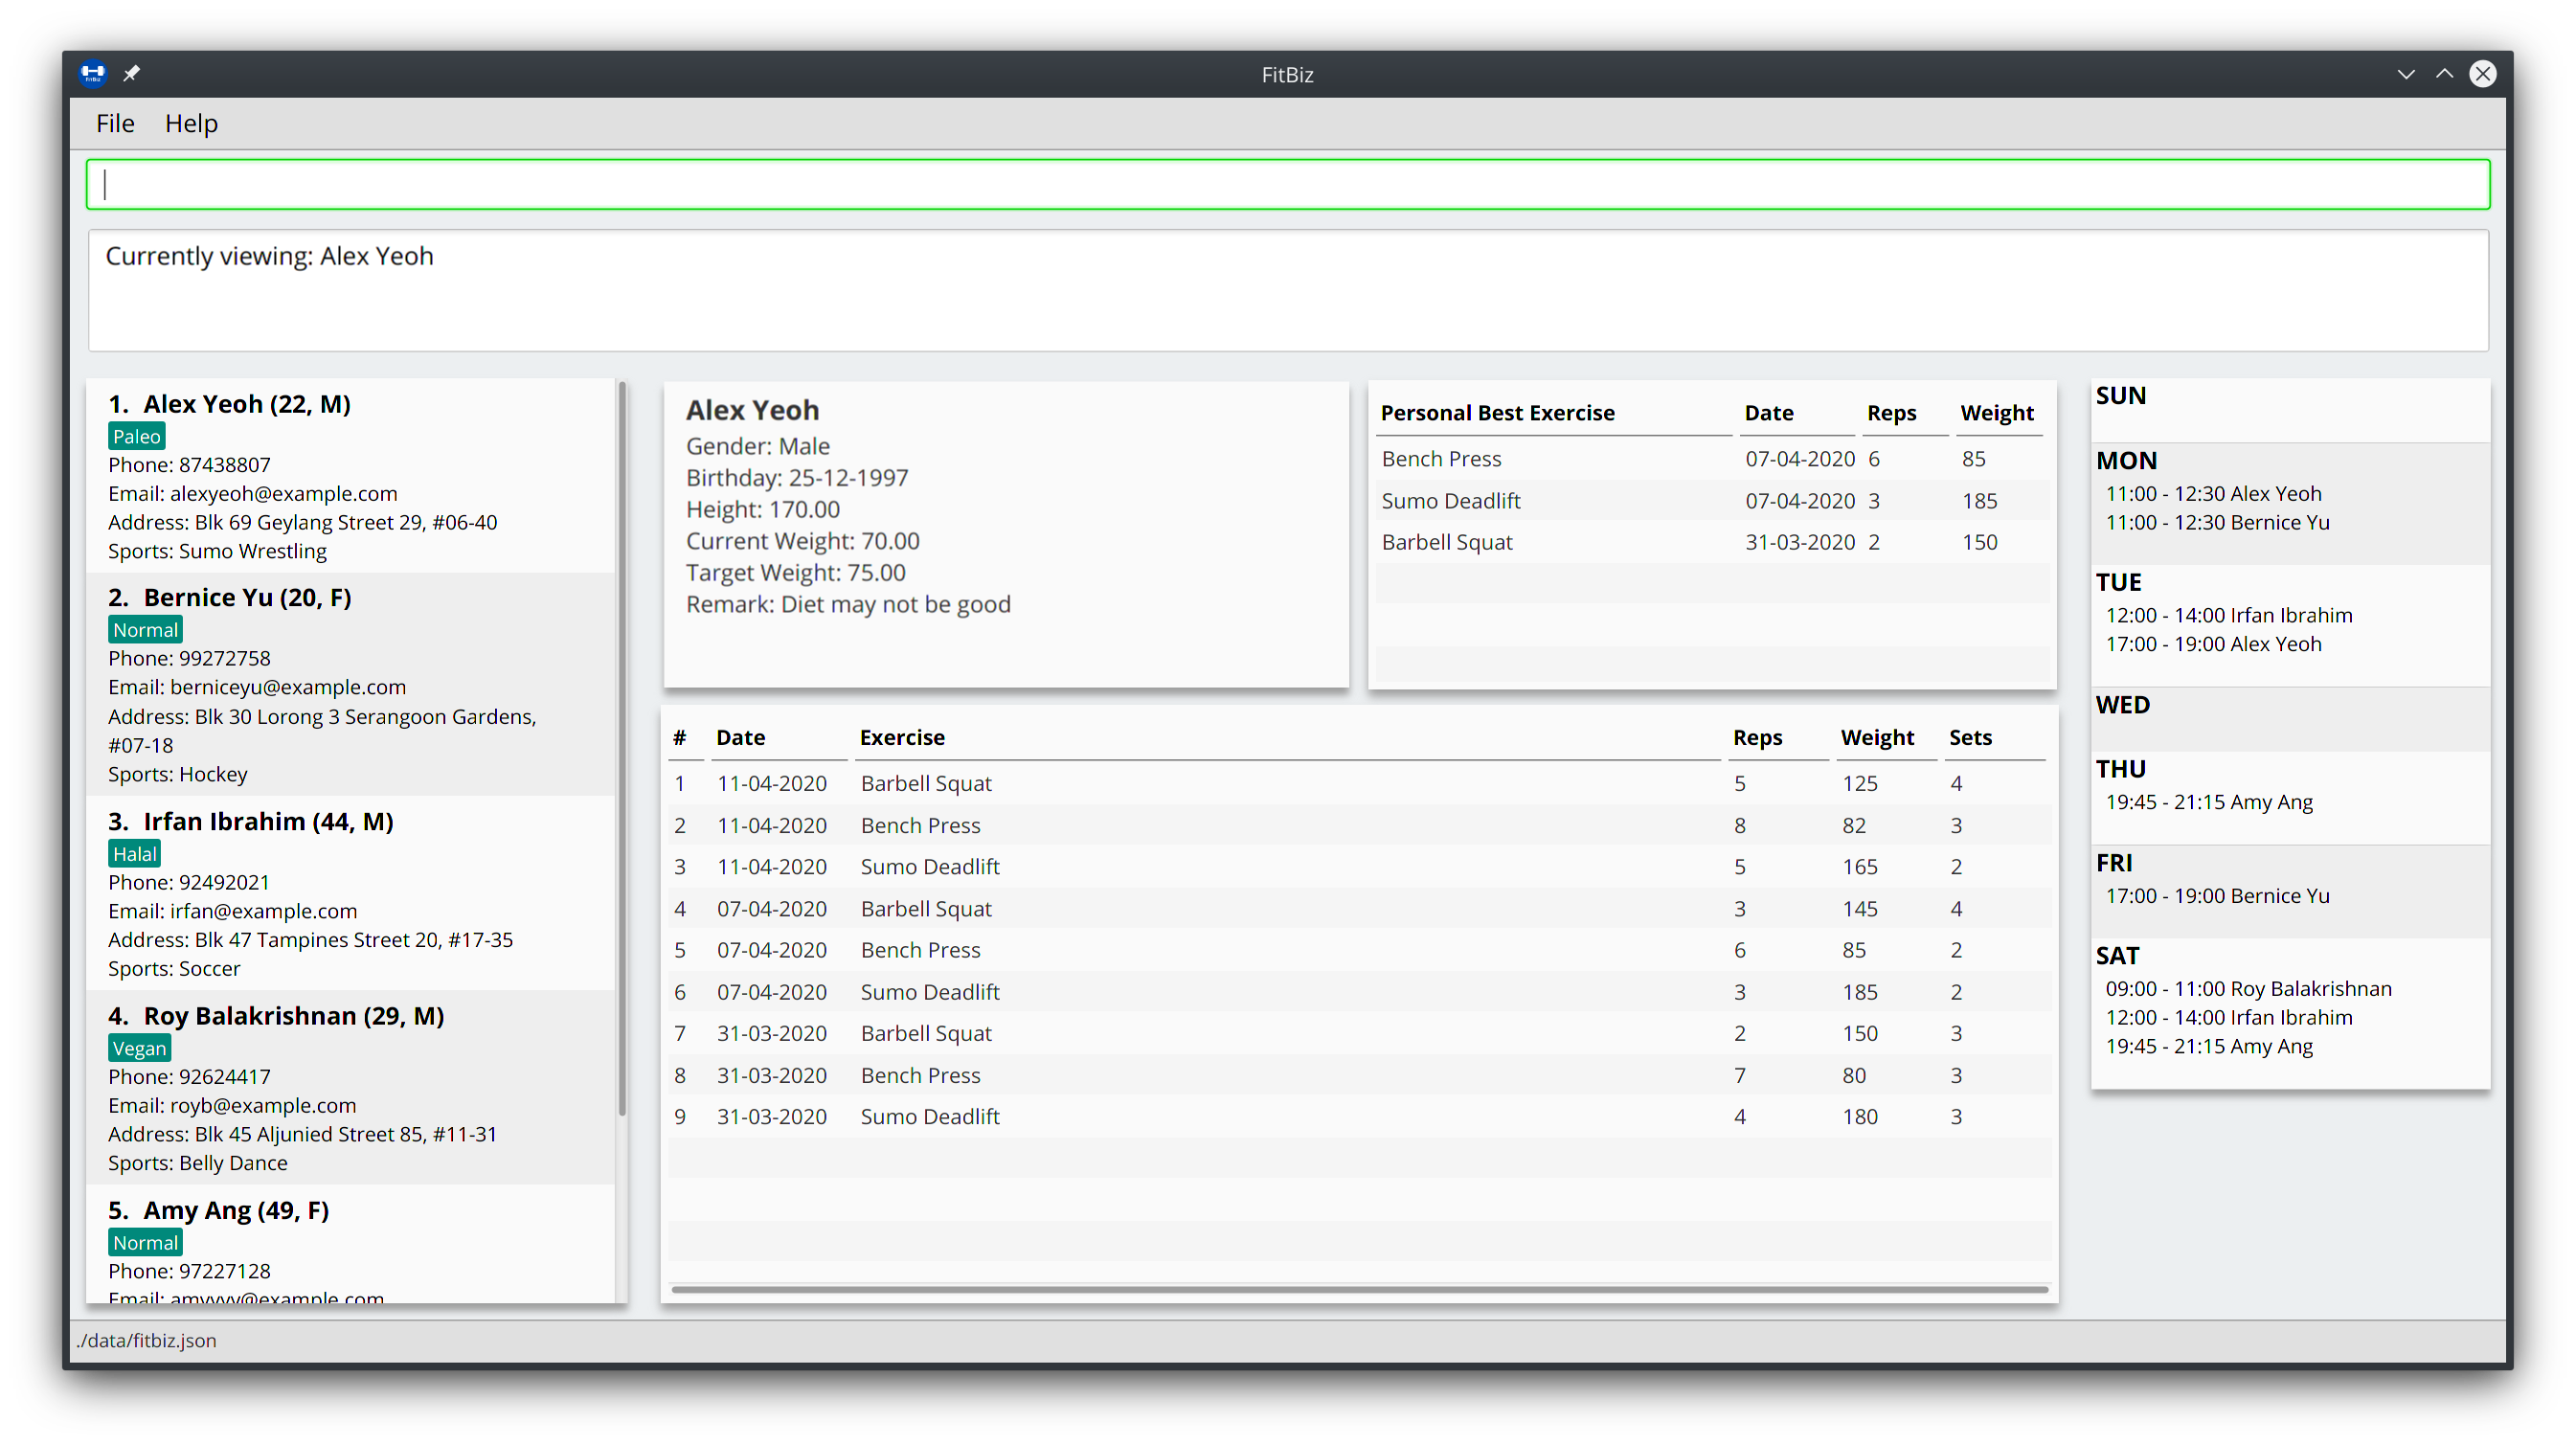 FitBiz
File Help
Currently viewing: Alex Yeoh
1. Alex Yeoh (22, M)
Paleo
Phone: 87438807
Email: alexyeoh@example.com
Address: Blk 69 Geylang Street 29, #06-40
Sports: Sumo Wrestling
2. Bernice Yu (20, F)
Normal
Phone: 99272758
Email: berniceyu@example.com
Address: Blk 30 Lorong 3 Serangoon Gardens,
#07-18
Sports: Hockey
3. Irfan Ibrahim (44, M)
Halal
Phone: 92492021
Email: irfan@example.com
Address: Blk 47 Tampines Street 20, #17-35
Sports: Soccer
4. Roy Balakrishnan (29, M)
Vegan
Phone: 92624417
Email: royb@example.com
Address: Blk 45 Aljunied Street 85, #11-31
Sports: Belly Dance
5. Amy Ang (49, F)
Normal
Phone: 97227128
Email: amyyyy@example.com
Alex Yeoh
Gender: Male
Birthday: 25-12-1997
Height: 170.00
Current Weight: 70.00
Target Weight: 75.00
Remark: Diet may not be good
Personal Best Exercise Date Reps Weight
Bench Press 07-04-2020 6 85
Sumo Deadlift 07-04-2020 3 185
Barbell Squat 31-03-2020 2 150
# Date Exercise Reps Weight Sets
1 11-04-2020 Barbell Squat 5 125 4
2 11-04-2020 Bench Press 8 82 3
3 11-04-2020 Sumo Deadlift 5 165 2
4 07-04-2020 Barbell Squat 3 145 4
5 07-04-2020 Bench Press 6 85 2
6 07-04-2020 Sumo Deadlift 3 185 2
7 31-03-2020 Barbell Squat 2 150 3
8 31-03-2020 Bench Press 7 80 3
9 31-03-2020 Sumo Deadlift 4 180 3
SUN
MON
11:00 - 12:30 Alex Yeoh
11:00 - 12:30 Bernice Yu
TUE
12:00 - 14:00 Irfan Ibrahim
17:00 - 19:00 Alex Yeoh
WED
THU
19:45 - 21:15 Amy Ang
FRI
17:00 - 19:00 Bernice Yu
SAT
09:00 - 11:00 Roy Balakrishnan
12:00 - 14:00 Irfan Ibrahim
19:45 - 21:15 Amy Ang
./data/fitbiz.json